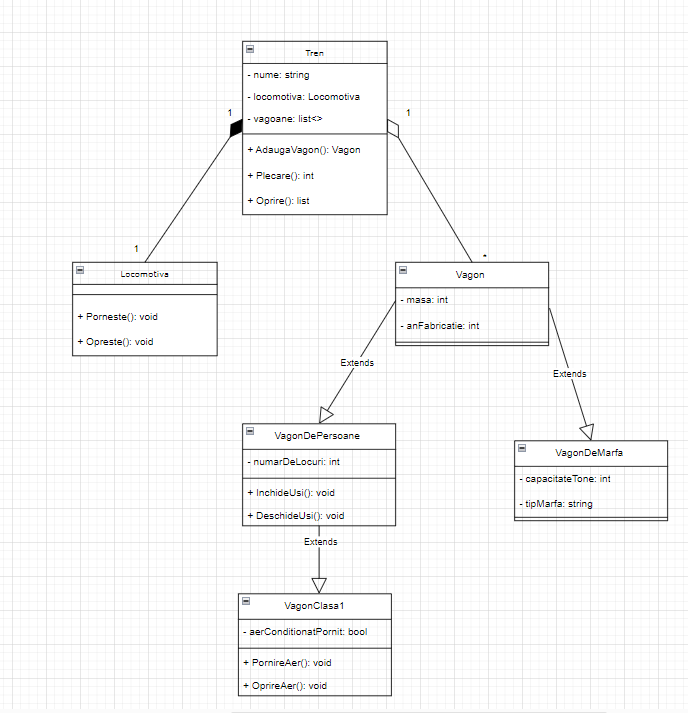 Tren
- nume: string
- locomotiva: Locomotiva
- vagoane: list<>
+ AdaugaVagon(): Vagon
+ Plecare(): int
+ Oprire(): list
1
1
1
*
Locomotiva
+ Porneste(): void
+ Opreste(): void
Vagon
- masa: int
- anFabricatie: int
Extends
Extends
VagonDePersoane
- numarDeLocuri: int
+ InchideUsi(): void
+ DeschideUsi(): void
VagonDeMarfa
- capacitateTone: int
- tipMarfa: string
Extends
VagonClasa1
- aerConditionatPornit: bool
+ PornireAer(): void
+ OprireAer(): void